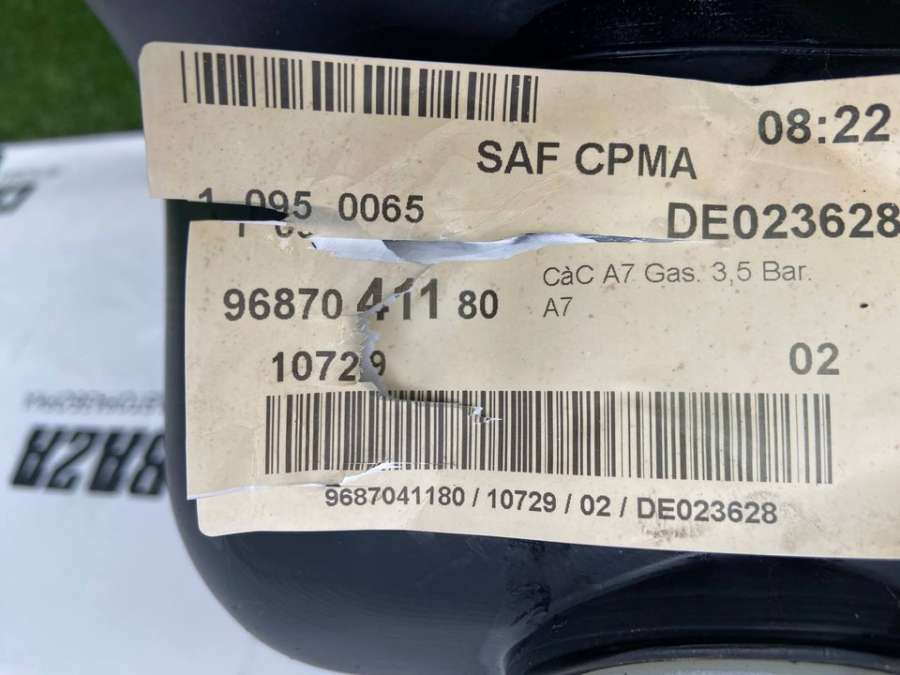 08:22
SAF CPMA
1 095 0065
DE023628
CàC A7 Gas. 3,5 Bar.
A7
96870 411 80
10729
02
9687041180 / 10729 / 02 / DE023628